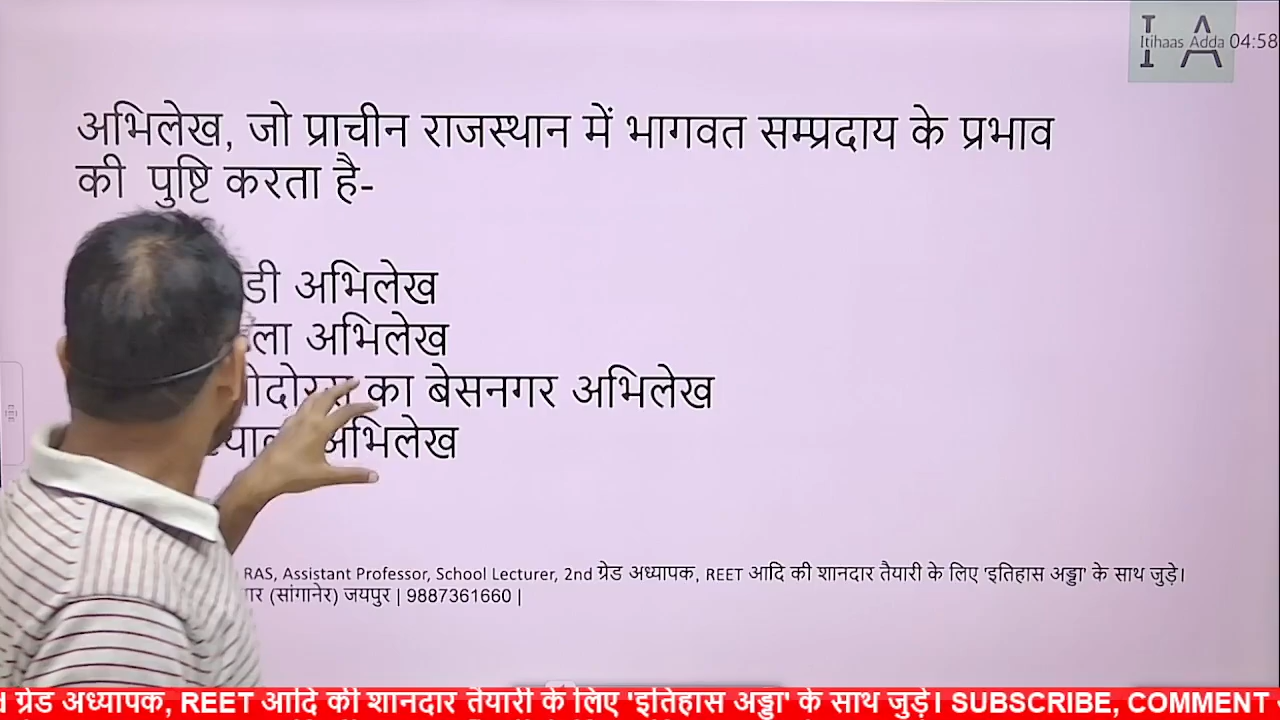 I A
Itihaas Adda 04:58
अभिलेख, जो प्राचीन राजस्थान में भागवत सम्प्रदाय के प्रभाव
की पुष्टि करता है-
डी अभिलेख
ला अभिलेख
का बेसनगर अभिलेख
अभिलेख
RAS, Assistant Professor, School Lecturer, 2nd ग्रेड अध्यापक, REET आदि की शानदार तैयारी के लिए 'इतिहास अड्डा' के साथ जुड़े।
(सांगानेर) जयपुर | 9887361660 |
ग्रेड अध्यापक, REET आदि की शानदार तैयारी के लिए 'इतिहास अड्डा' के साथ जुड़े। SUBSCRIBE, COMMENT